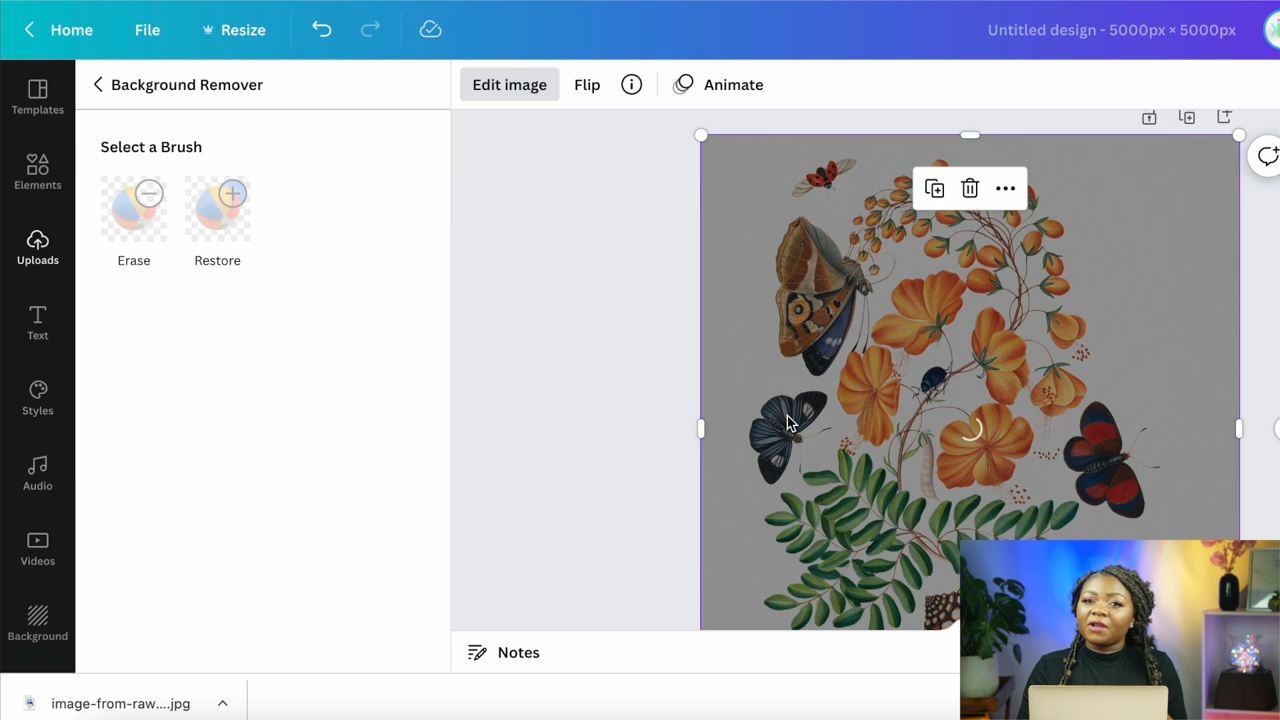 Home
File
Resize
Untitled design - 5000px × 5000px
Templates
Elements
Uploads
Text
Styles
Audio
Videos
Background
Background Remover
Select a Brush
Erase
Restore
Edit image
Flip
Animate
Notes
image-from-raw....jpg